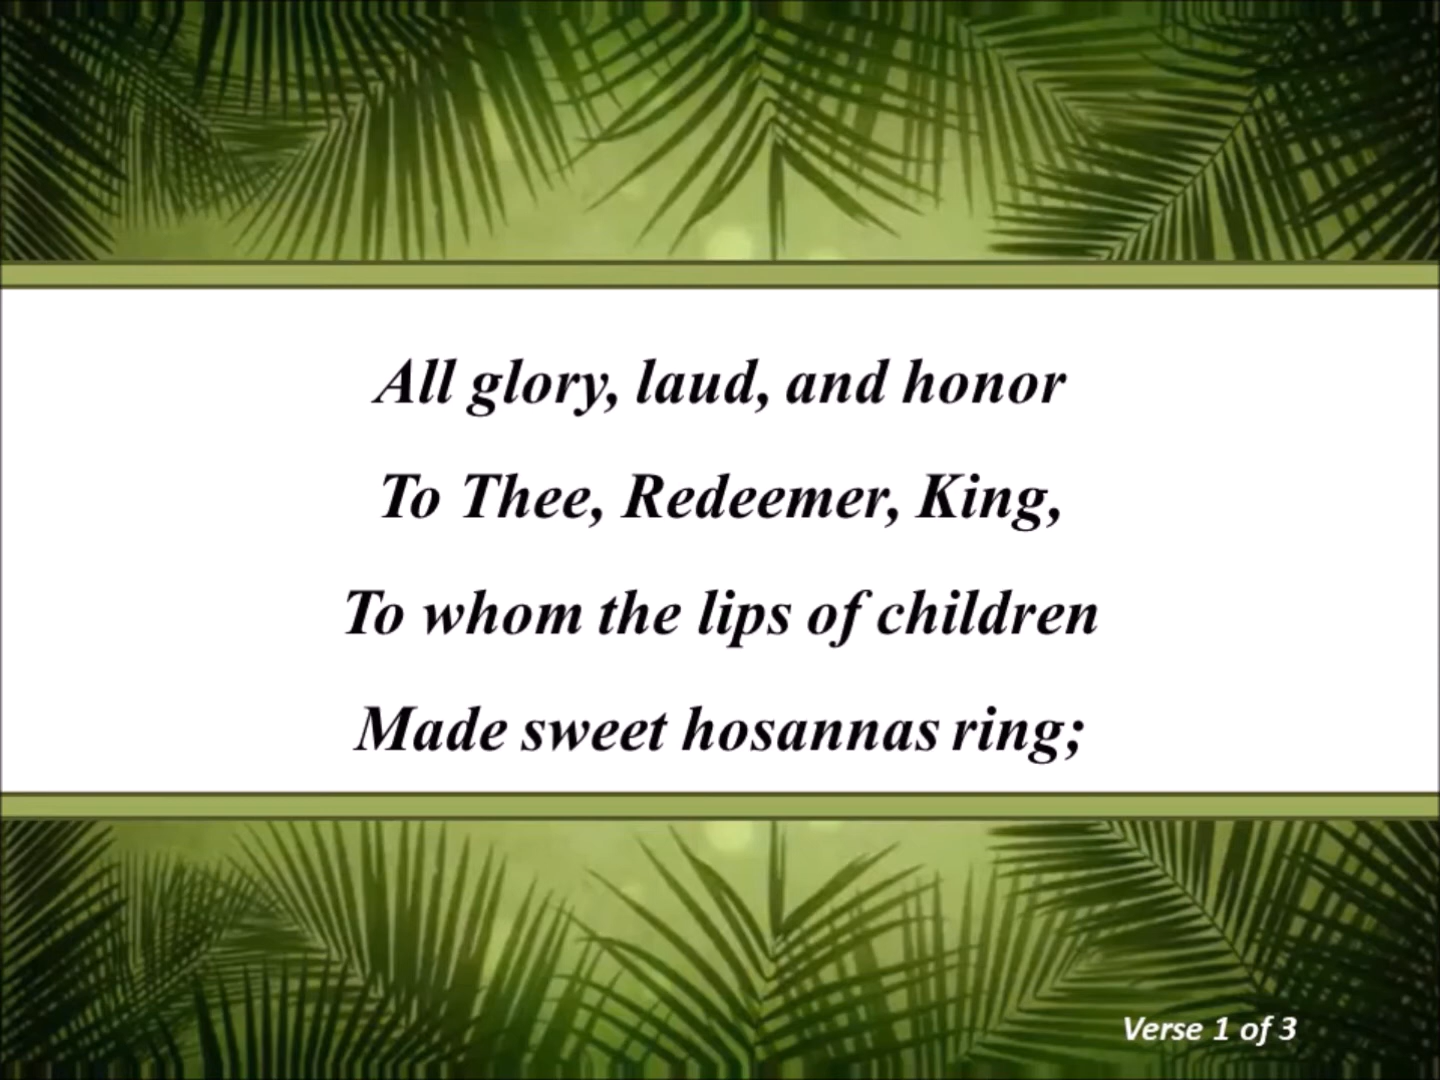 All glory, laud, and honor
To Thee, Redeemer, King,
To whom the lips of children
Made sweet hosannas ring;
Verse 1 of 3